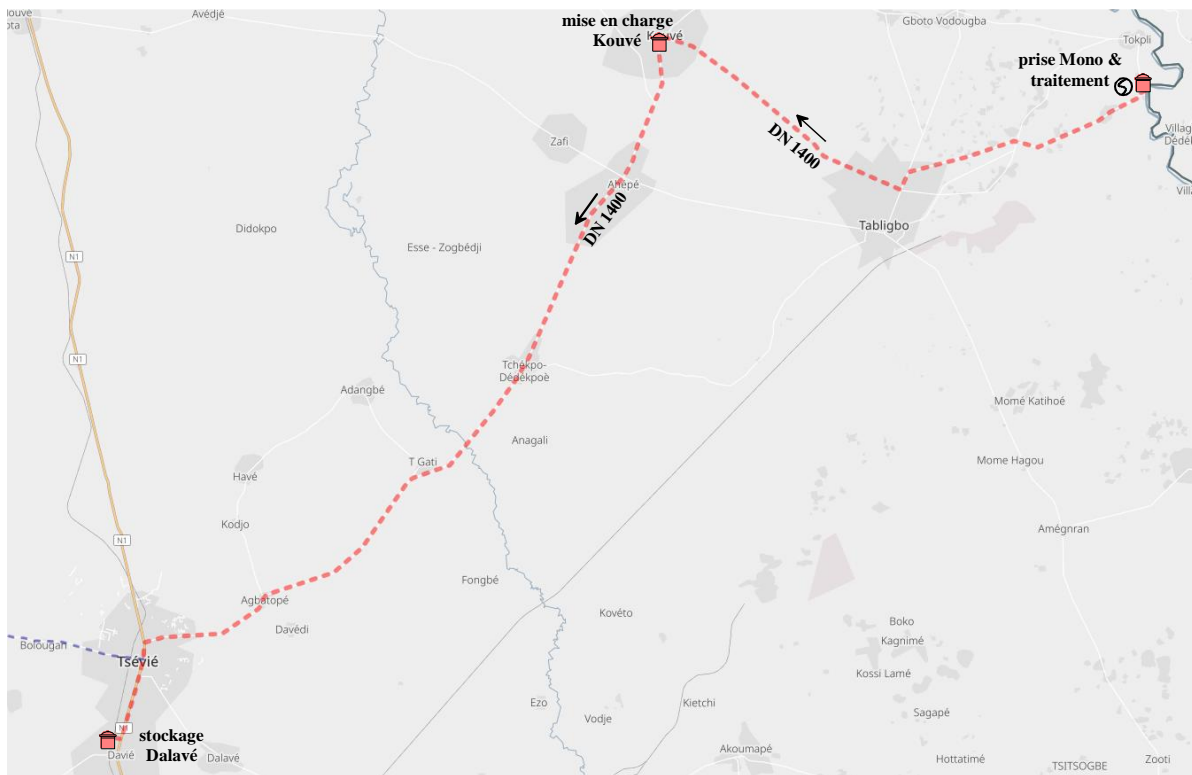 Avédjé
mise en charge
Kouvé
Kouvé
Gboto Vodougba
Tokpli
prise Mono &
traitement
DN 1400
Zafi
Ahépé
DN 1400
Tabligbo
Didokpo
Esse - Zogbédji
N1
N1
Tchékpo-
Dédékpoè
Adangbé
Momé Katihoé
Anagali
T Gati
Mome Hagou
Havé
Kodjo
Amégnran
N1
Fongbé
Agbatopé
Kovéto
Davédi
Boko
Kagnimé
Bolougan
Tsévié
Kossi Lamé
Ezo
Kietchi
Vodje
Sagapé
N1
stockage
Dalavé
Davié
Dalavé
Akoumapé
Hottatimé
TSITSOGBE
Zooti